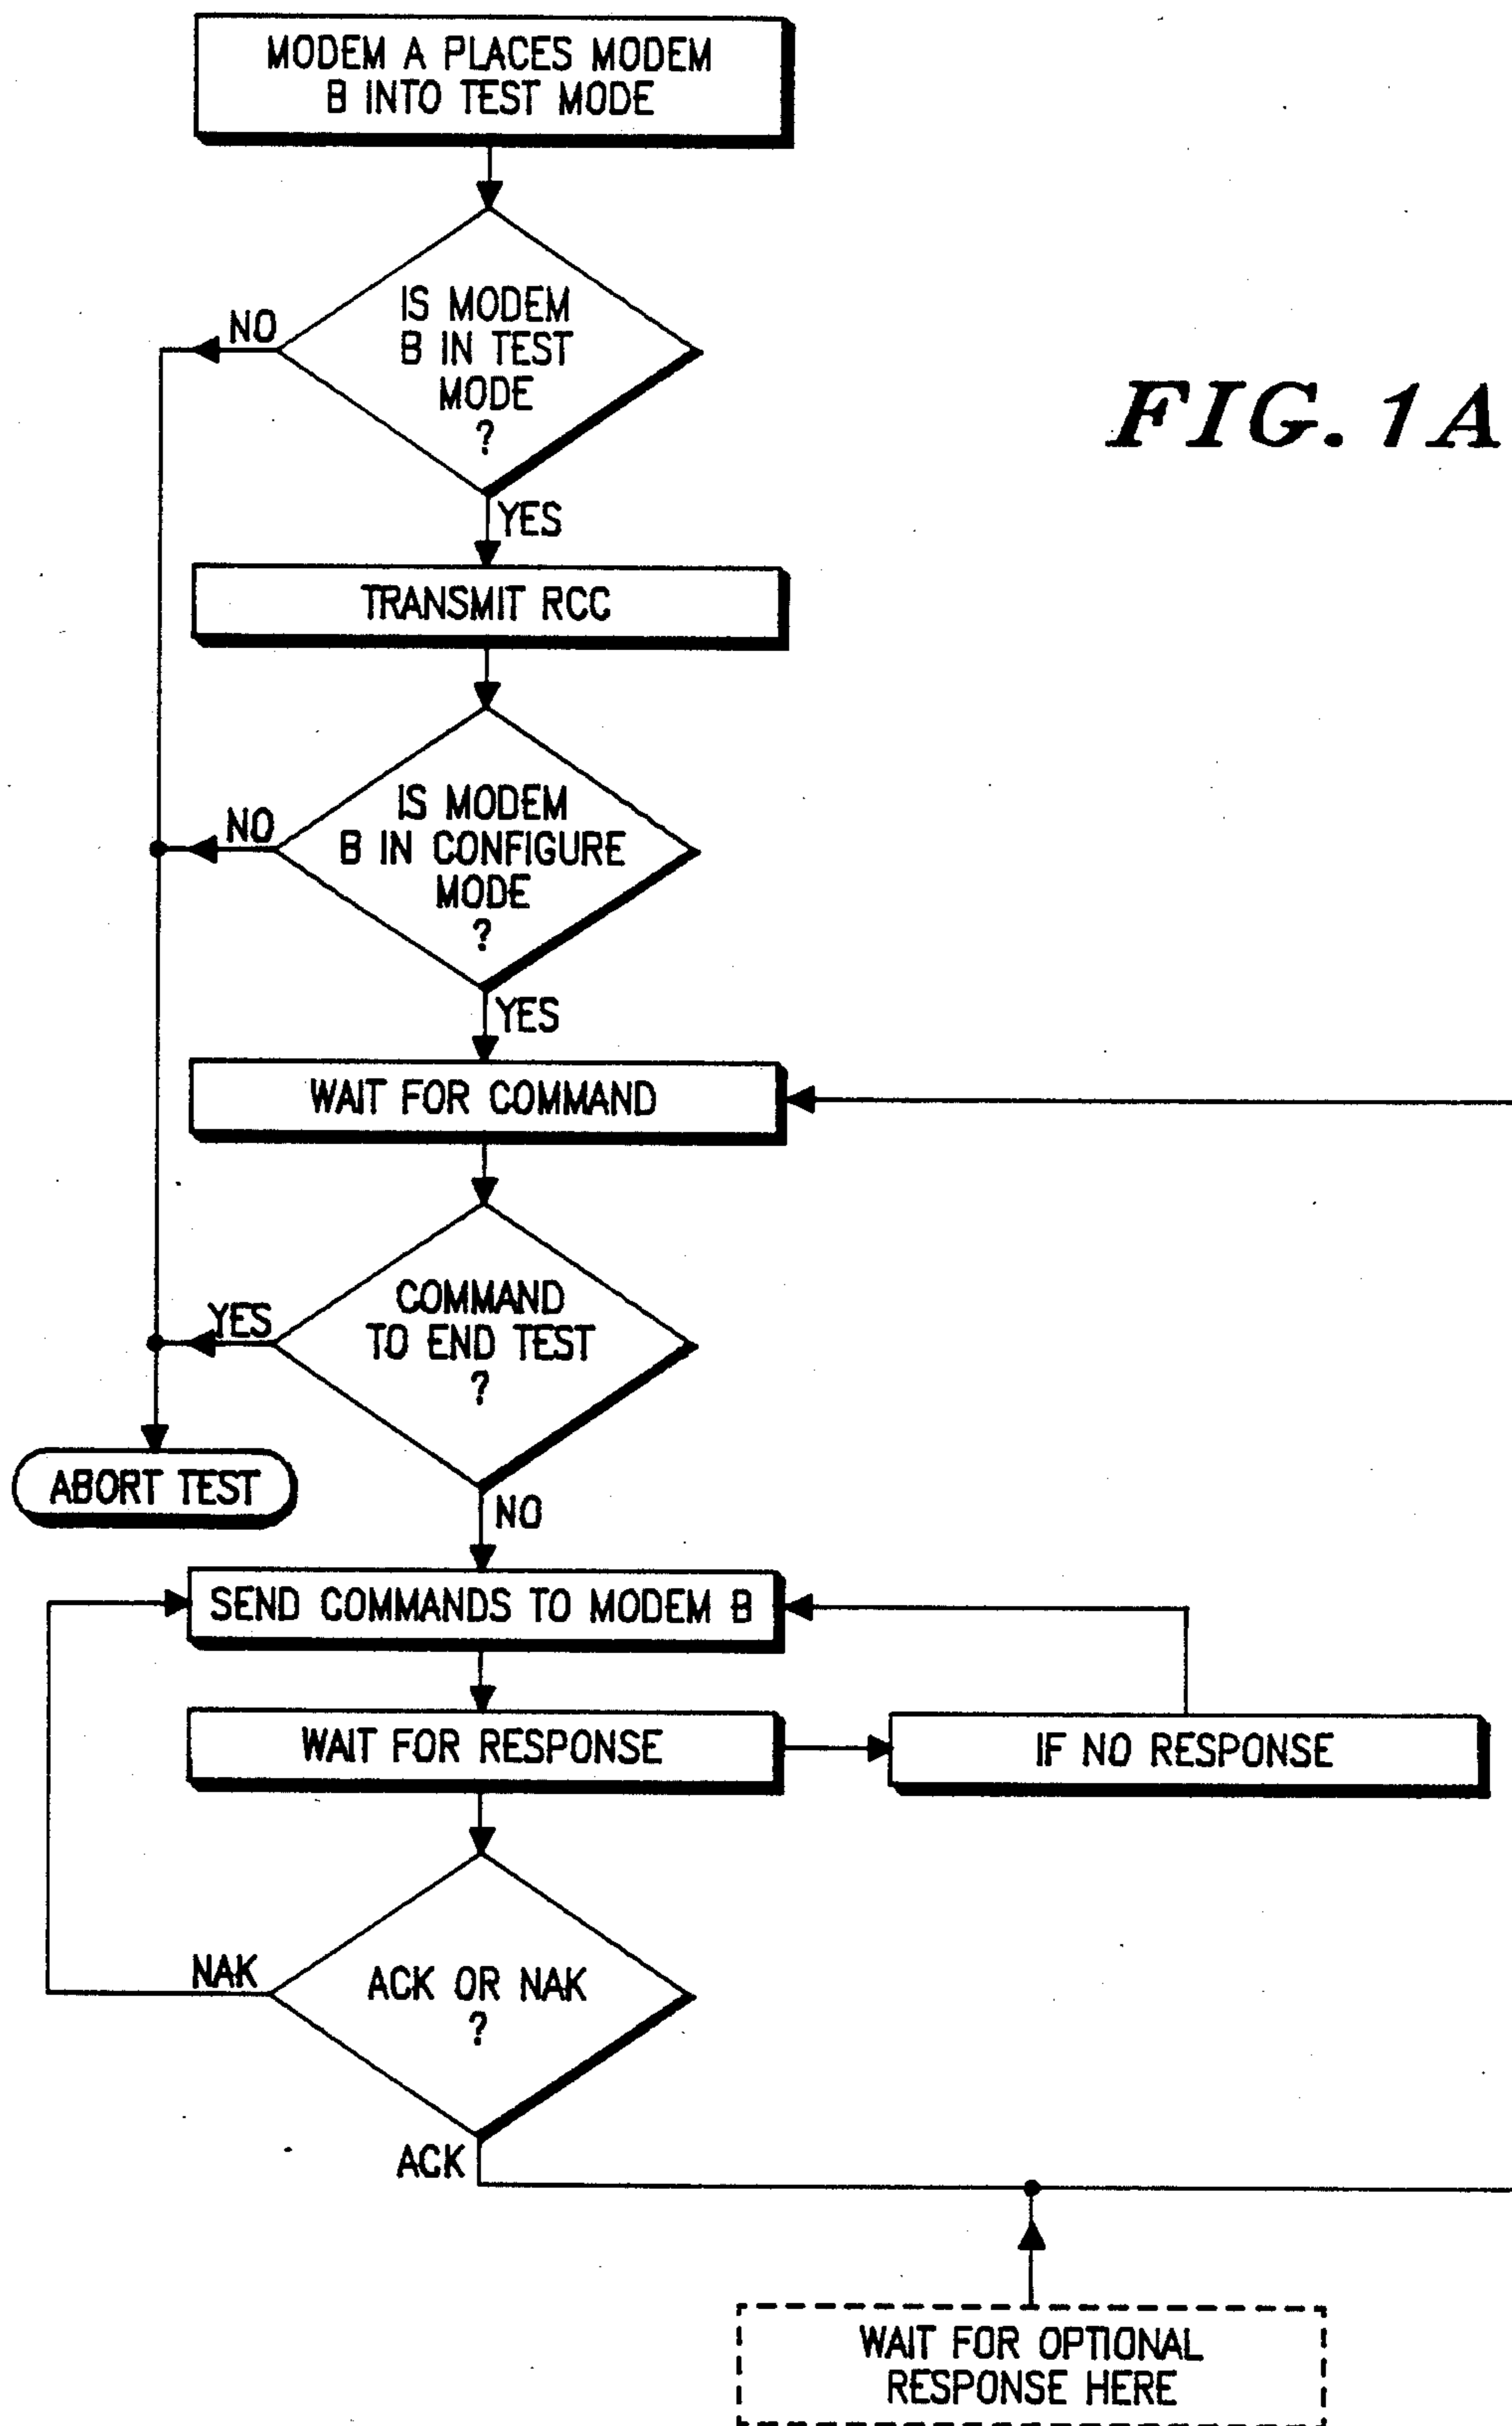 MODEM A PLACES MODEM
B INTO TEST MODE
IS MODEM
B IN TEST
MODE
?
NO
FIG. 1A
YES
TRANSMIT RCC
IS MODEM
B IN CONFIGURE
MODE
?
NO
YES
WAIT FOR COMMAND
COMMAND
TO END TEST
?
YES
ABORT TEST
NO
SEND COMMANDS TO MODEM B
WAIT FOR RESPONSE
IF NO RESPONSE
NAK
ACK OR NAK
?
ACK
WAIT FOR OPTIONAL
RESPONSE HERE